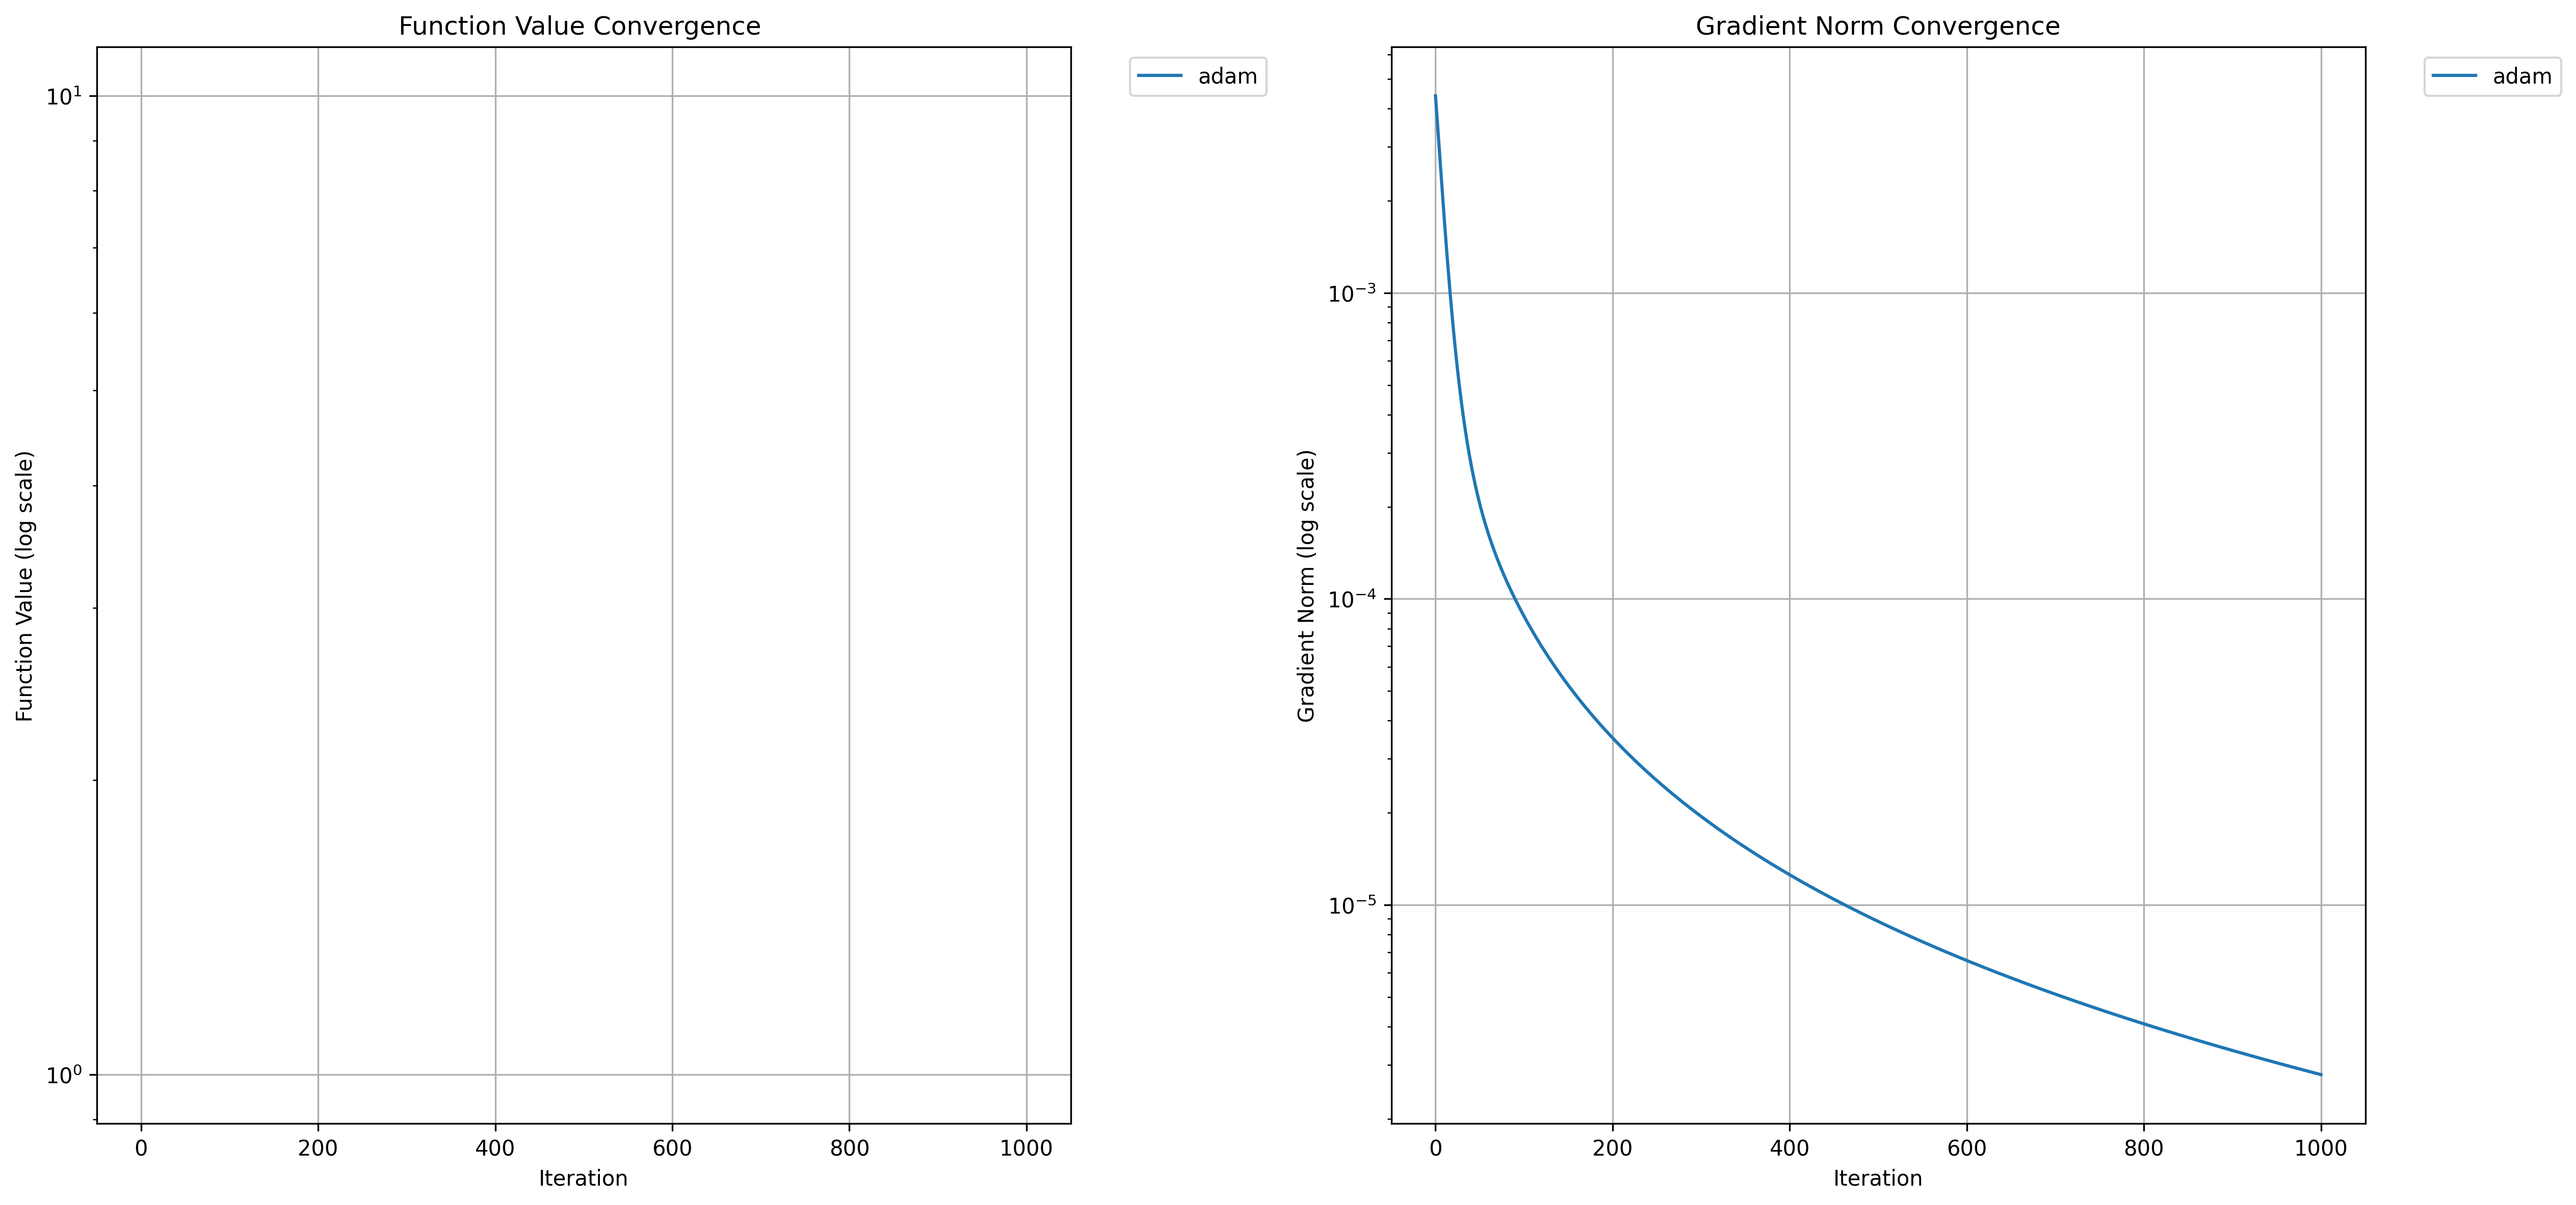 Function Value Convergence
adam
10¹
10⁰
Function Value (log scale)
0 200 400 600 800 1000
Iteration
Gradient Norm Convergence
adam
10⁻³
10⁻⁴
10⁻⁵
Gradient Norm (log scale)
0 200 400 600 800 1000
Iteration